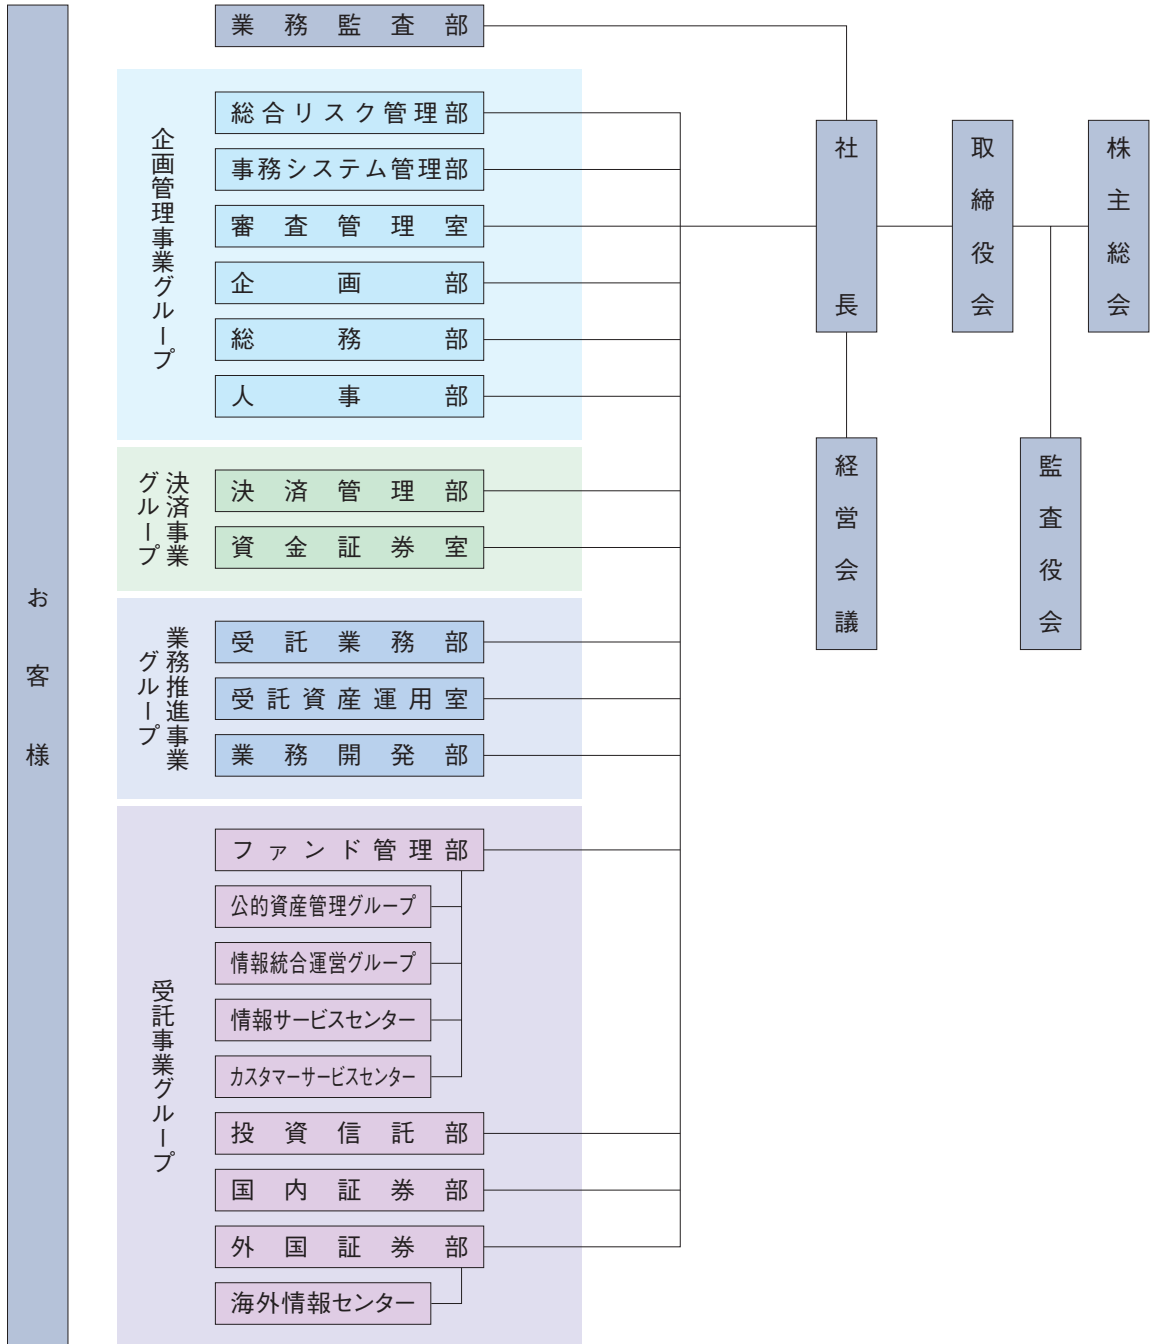 お客様
業務監査部
企画管理事業グループ
総合リスク管理部
事務システム管理部
審査管理室
企画部
総務部
人事部
決済事業
グループ
決済管理部
資金証券室
業務推進事業
グループ
受託業務部
受託資産運用室
業務開発部
受託事業グループ
ファンド管理部
公的資産管理グループ
情報統合運営グループ
情報サービスセンター
カスタマーサービスセンター
投資信託部
国内証券部
外国証券部
海外情報センター
社長
取締役会
株主総会
経営会議
監査役会